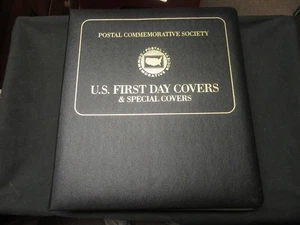 POSTAL COMMEMORATIVE SOCIETY
U.S. FIRST DAY COVERS
& SPECIAL COVERS